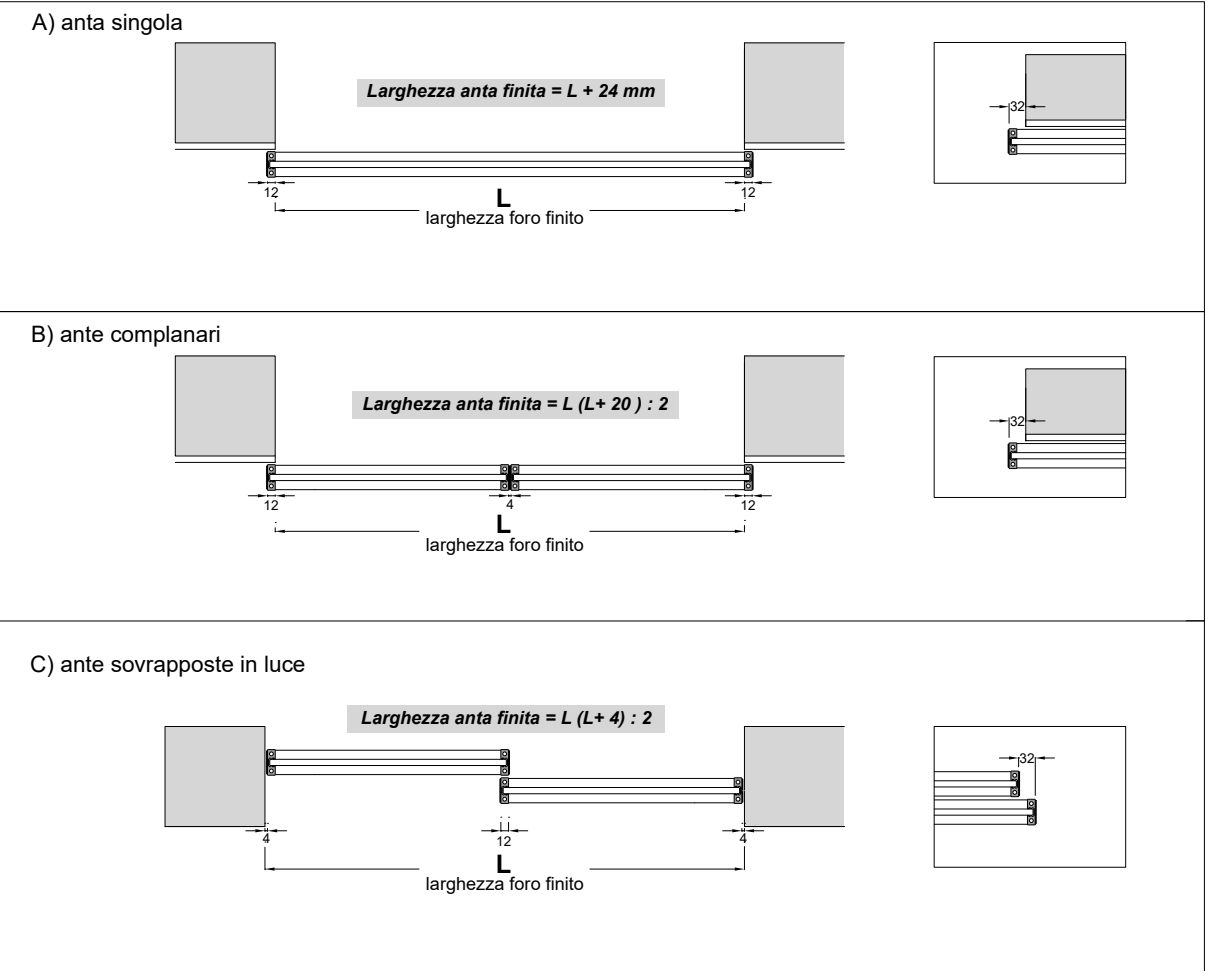 A) anta singola
Larghezza anta finita = L + 24 mm
32
12
12
L
larghezza foro finito
B) ante complanari
Larghezza anta finita = L (L+ 20 ) : 2
32
12
4
12
L
larghezza foro finito
C) ante sovrapposte in luce
Larghezza anta finita = L (L+ 4) : 2
32
4
12
4
L
larghezza foro finito